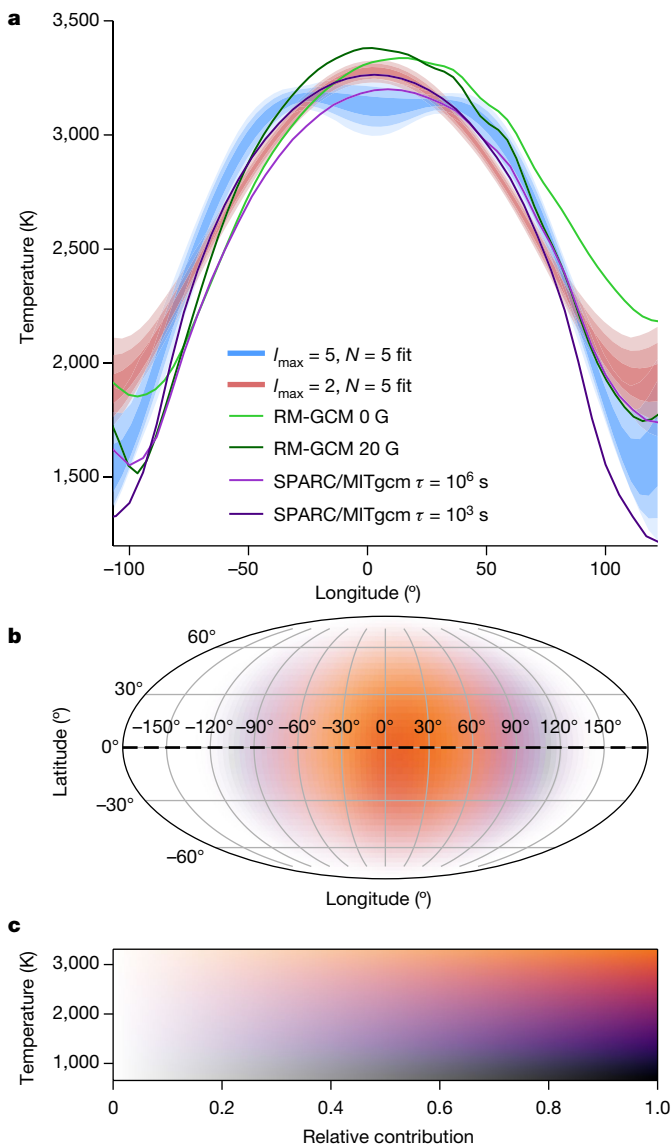 a
3,500
3,000
2,500
2,000
1,500
Temperature (K)
l_max = 5, N = 5 fit
l_max = 2, N = 5 fit
RM-GCM 0 G
RM-GCM 20 G
SPARC/MITgcm τ = 10⁶ s
SPARC/MITgcm τ = 10³ s
−100 −50 0 50 100
Longitude (º)
b
60°
30°
−150° −120° −90° −60° −30° 0° 30° 60° 90° 120° 150°
0°
−30°
−60°
Latitude (º)
Longitude (º)
c
3,000
2,000
1,000
Temperature (K)
0 0.2 0.4 0.6 0.8 1.0
Relative contribution